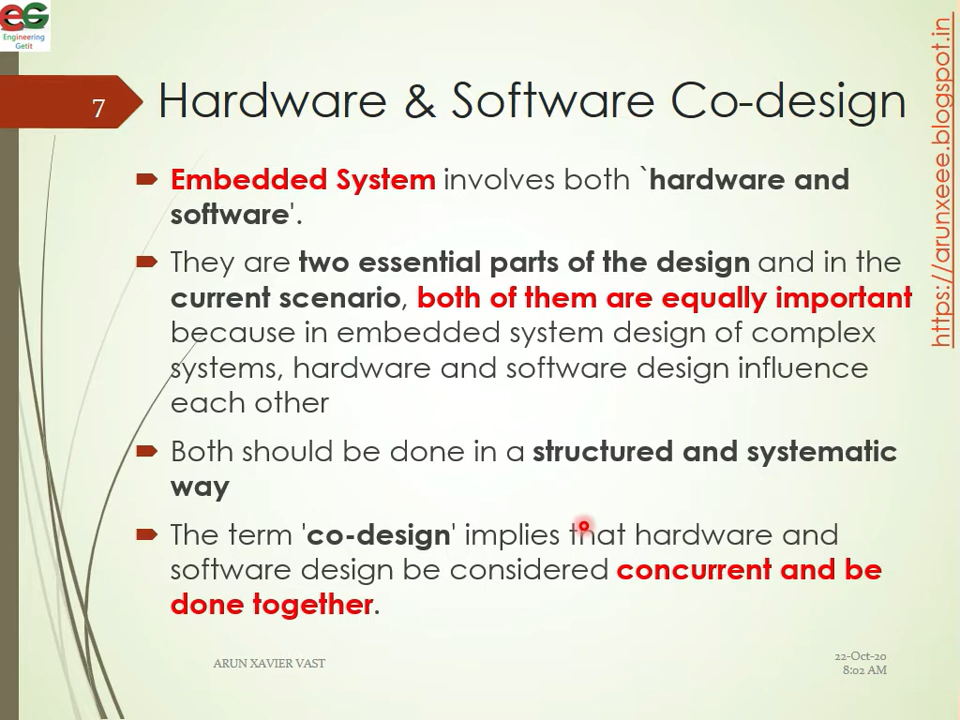 EG
Engineering
Getit
7
Hardware & Software Co-design
https://arunxeee.blogspot.in
Embedded System involves both `hardware and
software'.
They are two essential parts of the design and in the
current scenario, both of them are equally important
because in embedded system design of complex
systems, hardware and software design influence
each other
Both should be done in a structured and systematic
way
The term 'co-design' implies that hardware and
software design be considered concurrent and be
done together.
ARUN XAVIER VAST
22-Oct-20
8:02 AM